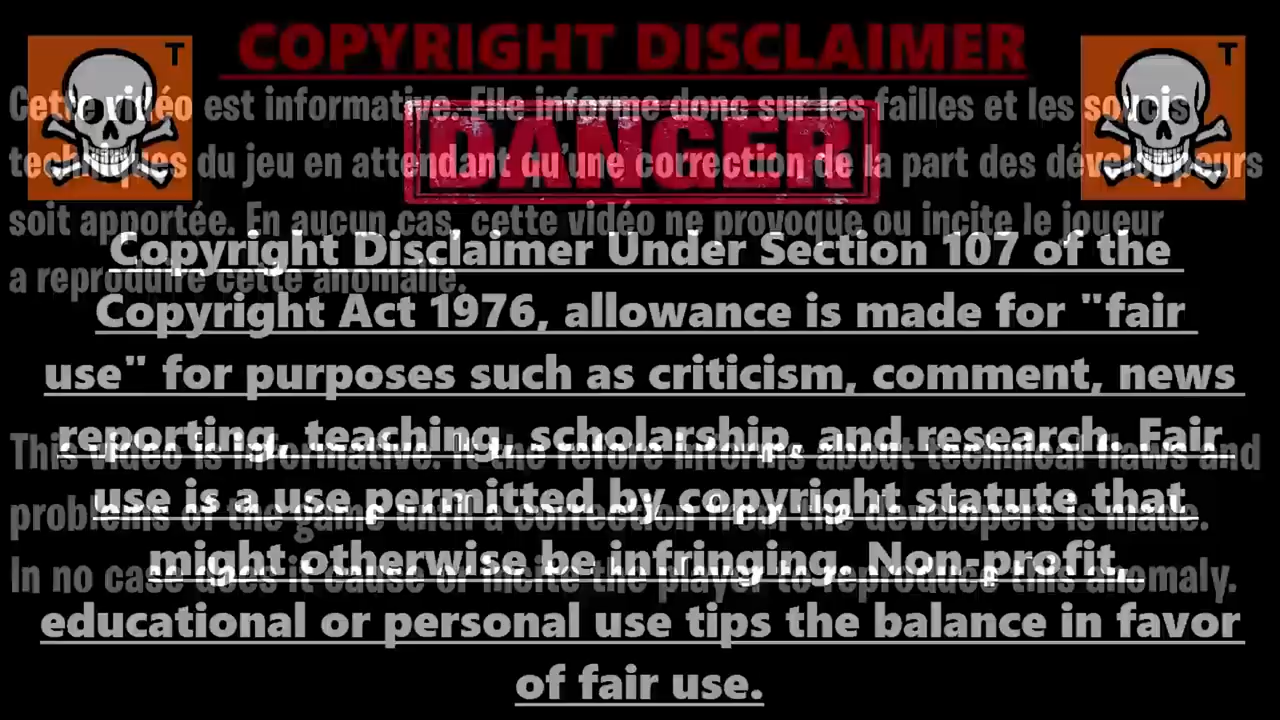 COPYRIGHT DISCLAIMER
T
T
DANGER
Cette vidéo est informative. Elle informe donc sur les failles et les soucis
techniques du jeu en attendant qu'une correction de la part des développeurs
soit apportée. En aucun cas, cette vidéo ne provoque ou incite le joueur
a reproduire cette anomalie.
Copyright Disclaimer Under Section 107 of the
Copyright Act 1976, allowance is made for "fair
use" for purposes such as criticism, comment, news
reporting, teaching, scholarship, and research. Fair
use is a use permitted by copyright statute that
might otherwise be infringing. Non-profit,
educational or personal use tips the balance in favor
of fair use.
This video is informative. It the refore informs about technical flaws and
problems of the game until a correction from the developers is made.
In no case does it cause or incite the player to reproduce this anomaly.